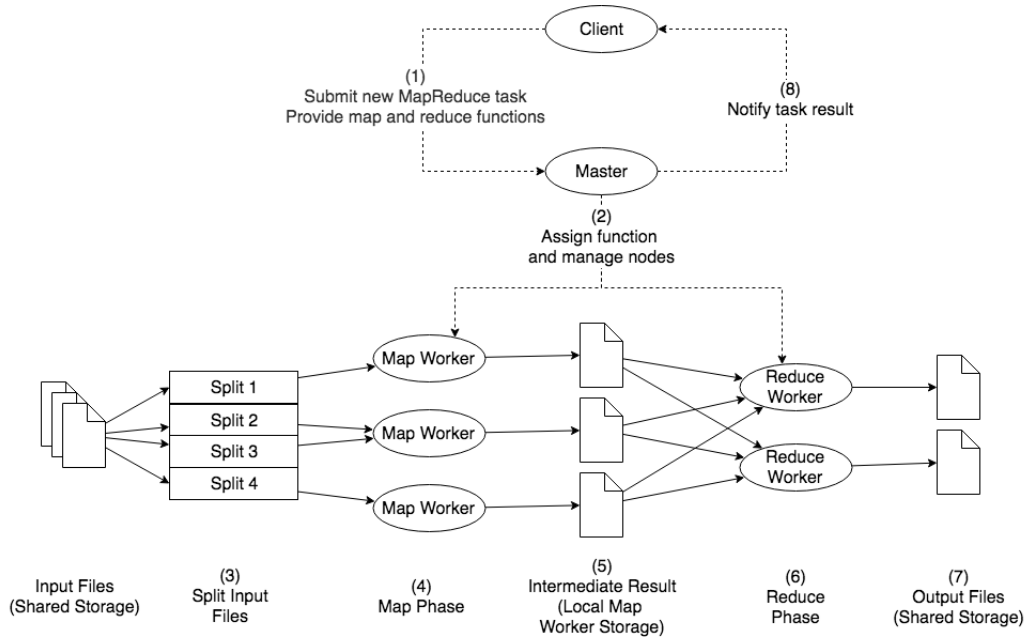 Client
(1)
Submit new MapReduce task
Provide map and reduce functions
(8)
Notify task result
Master
(2)
Assign function
and manage nodes
Map Worker
Map Worker
Map Worker
Split 1
Split 2
Split 3
Split 4
Reduce
Worker
Reduce
Worker
Input Files
(Shared Storage)
(3)
Split Input
Files
(4)
Map Phase
(5)
Intermediate Result
(Local Map
Worker Storage)
(6)
Reduce
Phase
(7)
Output Files
(Shared Storage)